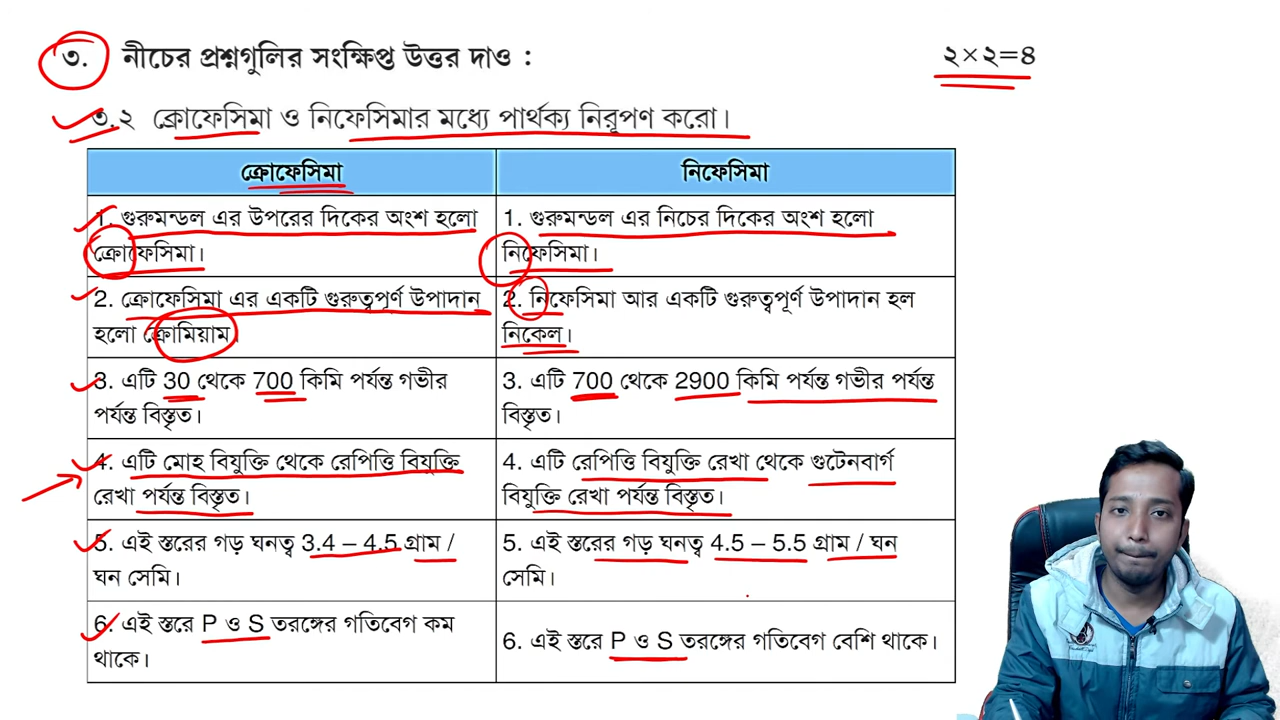 ৩. নীচের প্রশ্নগুলির সংক্ষিপ্ত উত্তর দাও : ২×২=৪
৩.২ ক্রোফেসিমা ও নিফেসিমার মধ্যে পার্থক্য নিরূপণ করো।
ক্রোফেসিমা নিফেসিমা
1. গুরুমন্ডল এর উপরের দিকের অংশ হলো
ক্রোফেসিমা।
1. গুরুমন্ডল এর নিচের দিকের অংশ হলো
নিফেসিমা।
2. ক্রোফেসিমা এর একটি গুরুত্বপূর্ণ উপাদান
হলো ক্রোমিয়াম।
2. নিফেসিমা আর একটি গুরুত্বপূর্ণ উপাদান হল
নিকেল।
3. এটি 30 থেকে 700 কিমি পর্যন্ত গভীর
পর্যন্ত বিস্তৃত।
3. এটি 700 থেকে 2900 কিমি পর্যন্ত গভীর পর্যন্ত
বিস্তৃত।
4. এটি মোহ বিযুক্তি থেকে রেপিত্তি বিযুক্তি
রেখা পর্যন্ত বিস্তৃত।
4. এটি রেপিত্তি বিযুক্তি রেখা থেকে গুটেনবার্গ
বিযুক্তি রেখা পর্যন্ত বিস্তৃত।
5. এই স্তরের গড় ঘনত্ব 3.4 – 4.5 গ্রাম /
ঘন সেমি।
5. এই স্তরের গড় ঘনত্ব 4.5 – 5.5 গ্রাম / ঘন
সেমি।
6. এই স্তরে P ও S তরঙ্গের গতিবেগ কম
থাকে।
6. এই স্তরে P ও S তরঙ্গের গতিবেগ বেশি থাকে।